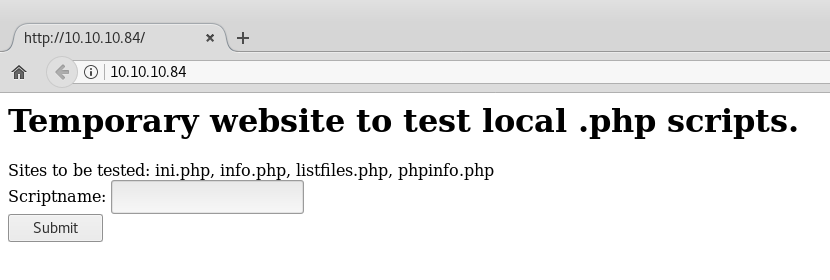 http://10.10.10.84/
10.10.10.84
Temporary website to test local .php scripts.
Sites to be tested: ini.php, info.php, listfiles.php, phpinfo.php
Scriptname:
Submit